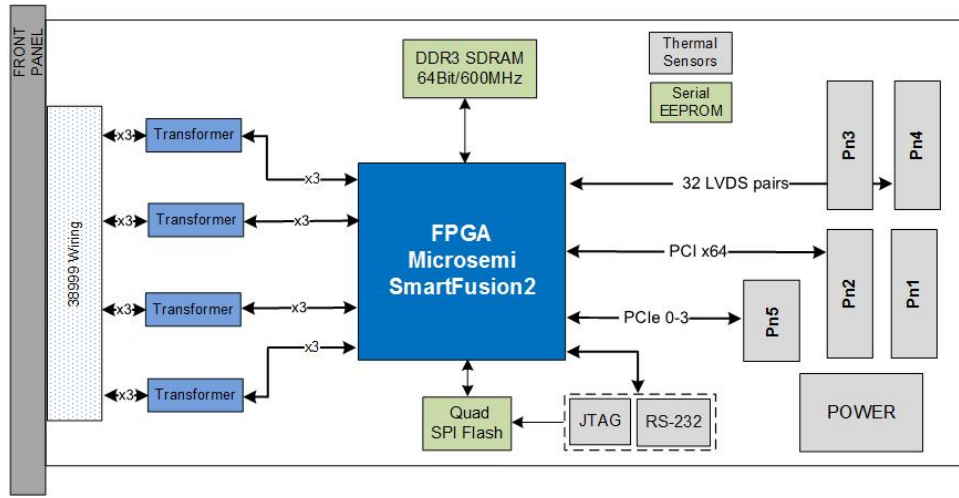 FRONT
PANEL
38999 Wiring
x3
Transformer
x3
x3
Transformer
x3
x3
Transformer
x3
x3
Transformer
x3
DDR3 SDRAM
64Bit/600MHz
Thermal
Sensors
Serial
EEPROM
FPGA
Microsemi
SmartFusion2
32 LVDS pairs
Pn3
Pn4
PCI x64
Pn2
Pn1
PCIe 0-3
Pn5
Quad
SPI Flash
JTAG
RS-232
POWER